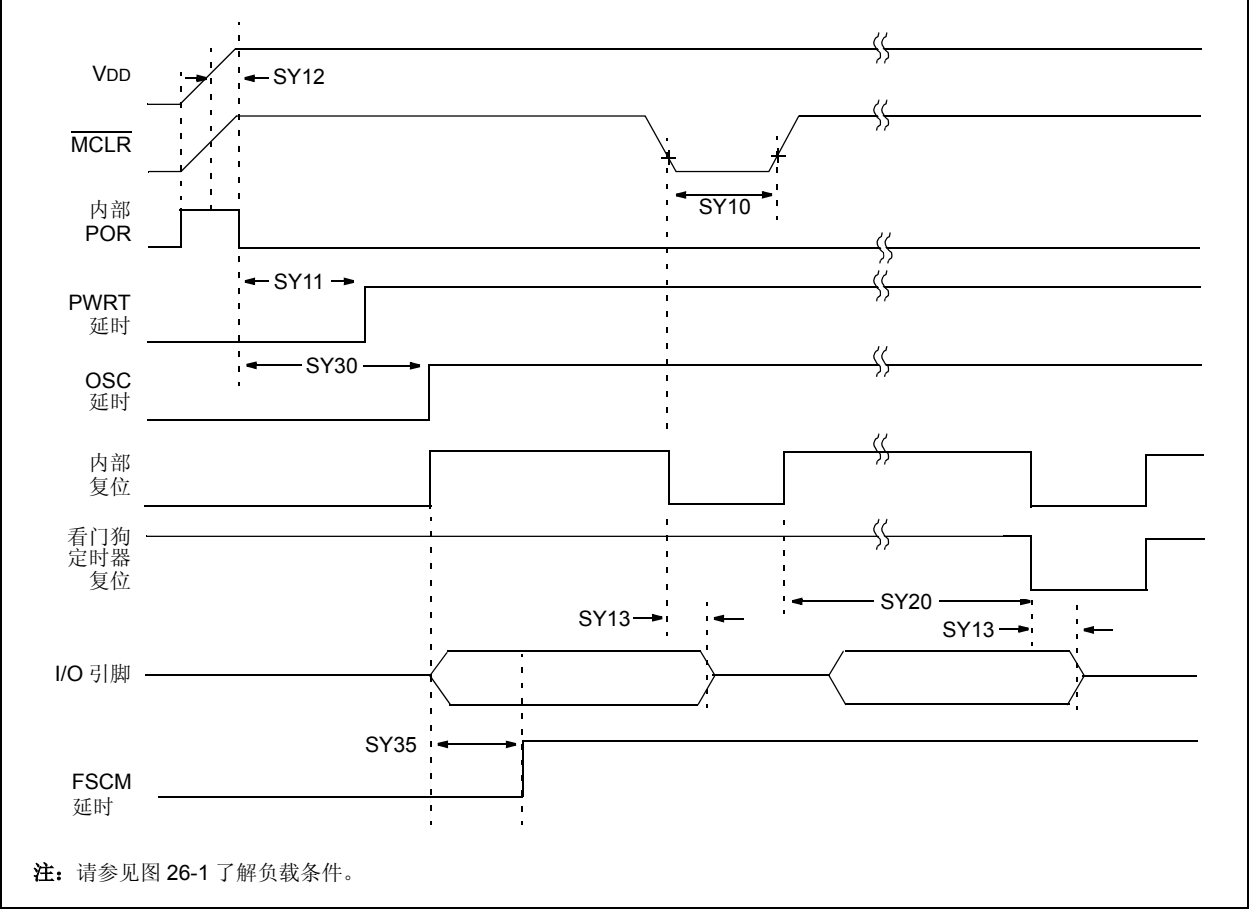 VDD
SY12
MCLR
SY10
内部
POR
SY11
PWRT
延时
SY30
OSC
延时
内部
复位
看门狗
定时器
复位
SY20
SY13
SY13
I/O 引脚
SY35
FSCM
延时
注：请参见图 26-1 了解负载条件。